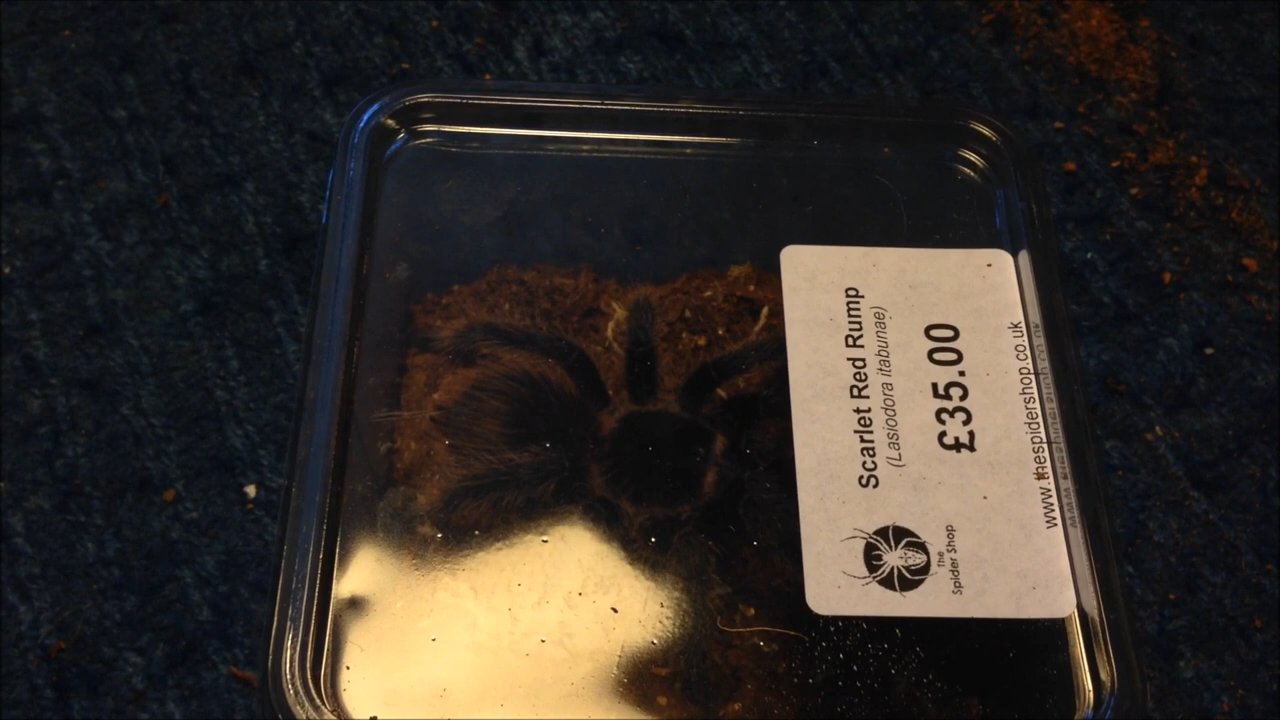 Scarlet Red Rump
(Lasiodora itabunae)
£35.00
The
Spider Shop
www.thespidershop.co.uk